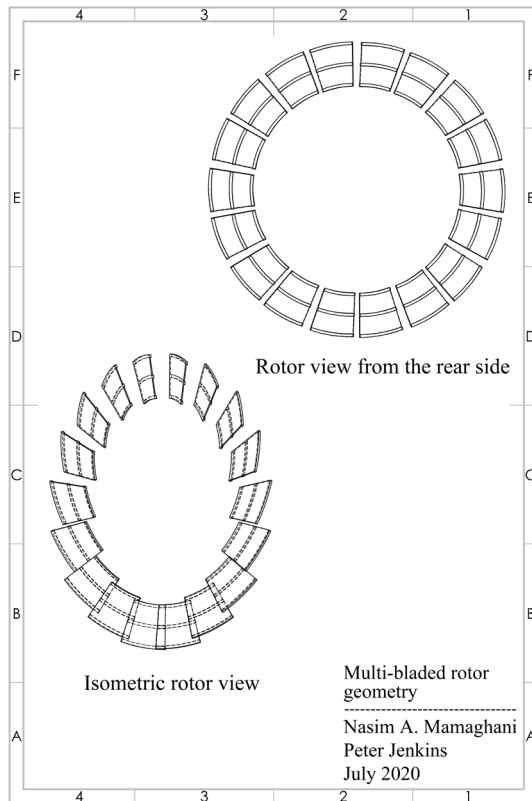 4 3 2 1
F F
E E
Rotor view from the rear side
D D
C C
B B
Isometric rotor view
Multi-bladed rotor
geometry
Nasim A. Mamaghani
Peter Jenkins
July 2020
A A
4 3 2 1